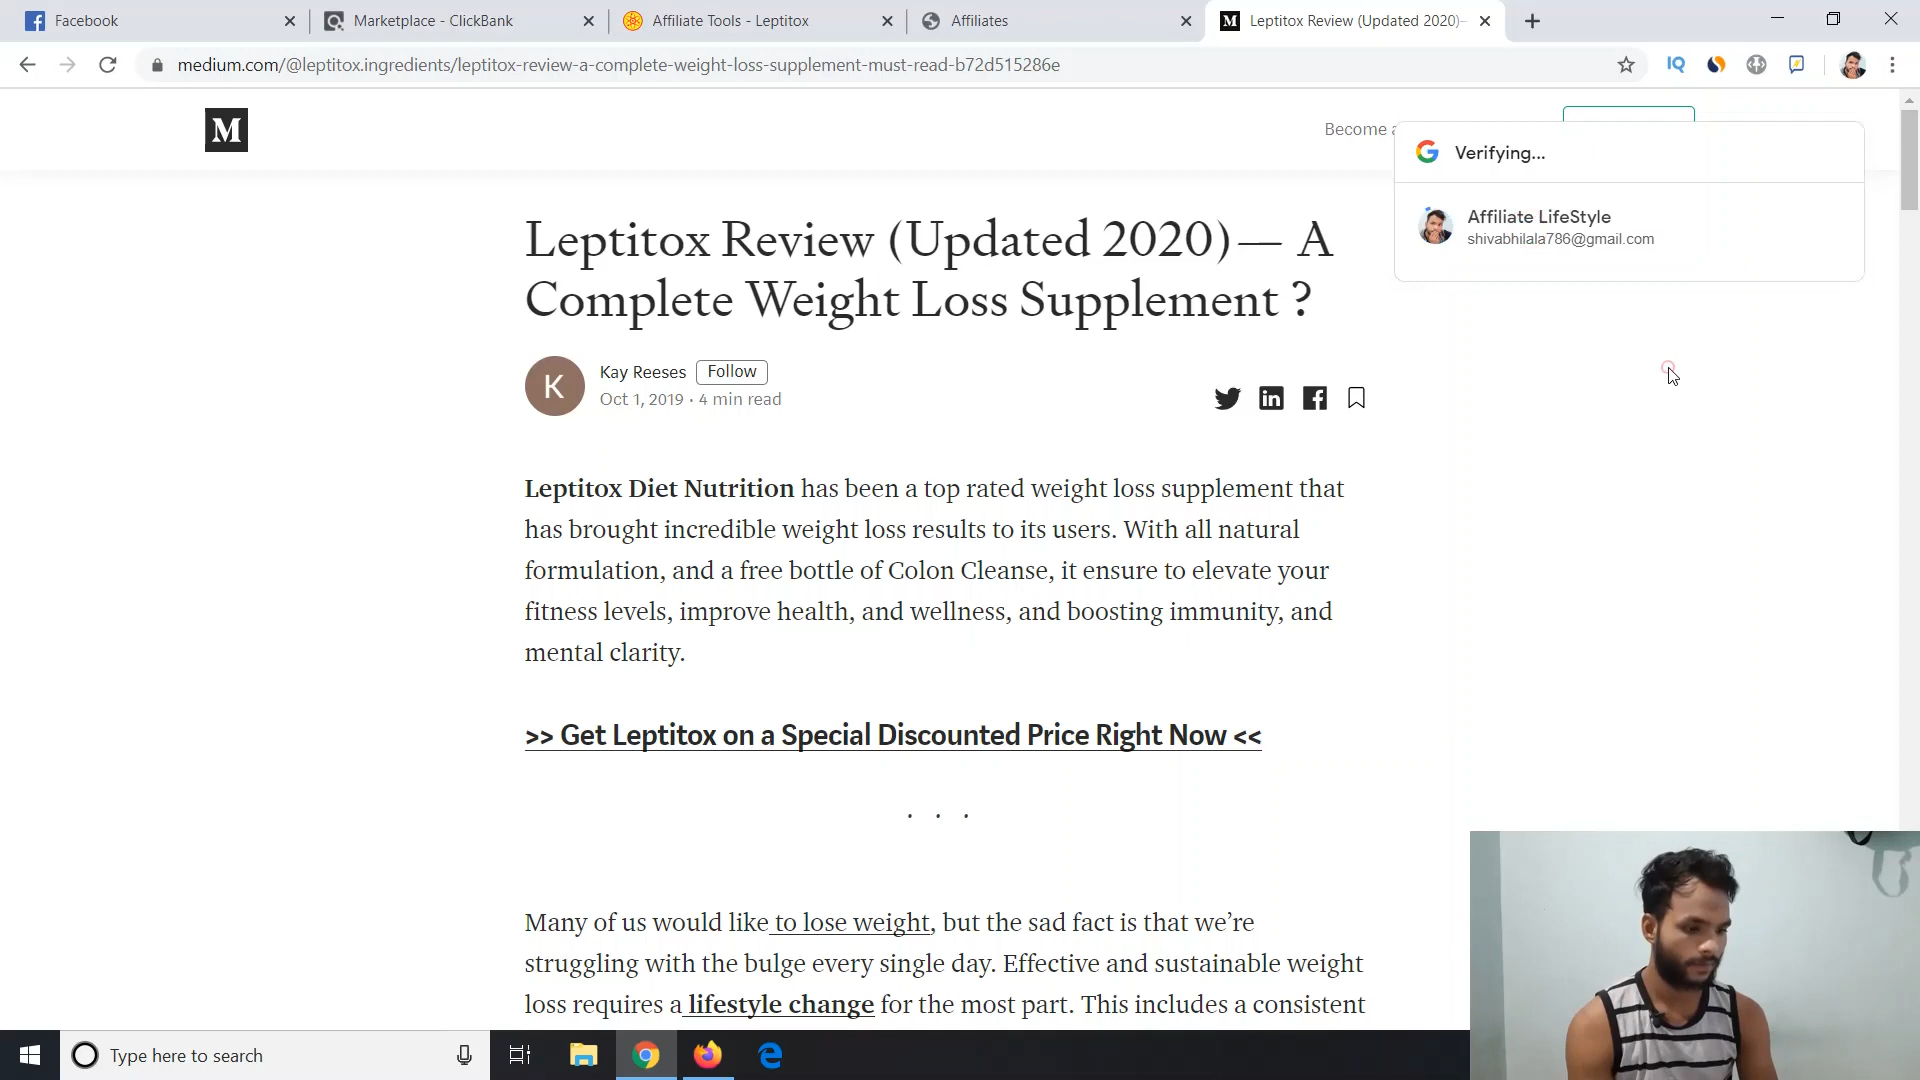 Facebook
Marketplace - ClickBank
Affiliate Tools - Leptitox
Affiliates
M Leptitox Review (Updated 2020)–
medium.com/@leptitox.ingredients/leptitox-review-a-complete-weight-loss-supplement-must-read-b72d515286e
IQ
M
Become a
G Verifying...
Affiliate LifeStyle
shivabhilala786@gmail.com
Leptitox Review (Updated 2020) — A
Complete Weight Loss Supplement ?
K
Kay Reeses Follow
Oct 1, 2019 · 4 min read
in
Leptitox Diet Nutrition has been a top rated weight loss supplement that
has brought incredible weight loss results to its users. With all natural
formulation, and a free bottle of Colon Cleanse, it ensure to elevate your
fitness levels, improve health, and wellness, and boosting immunity, and
mental clarity.
>> Get Leptitox on a Special Discounted Price Right Now <<
. . .
Many of us would like to lose weight, but the sad fact is that we’re
struggling with the bulge every single day. Effective and sustainable weight
loss requires a lifestyle change for the most part. This includes a consistent
Type here to search